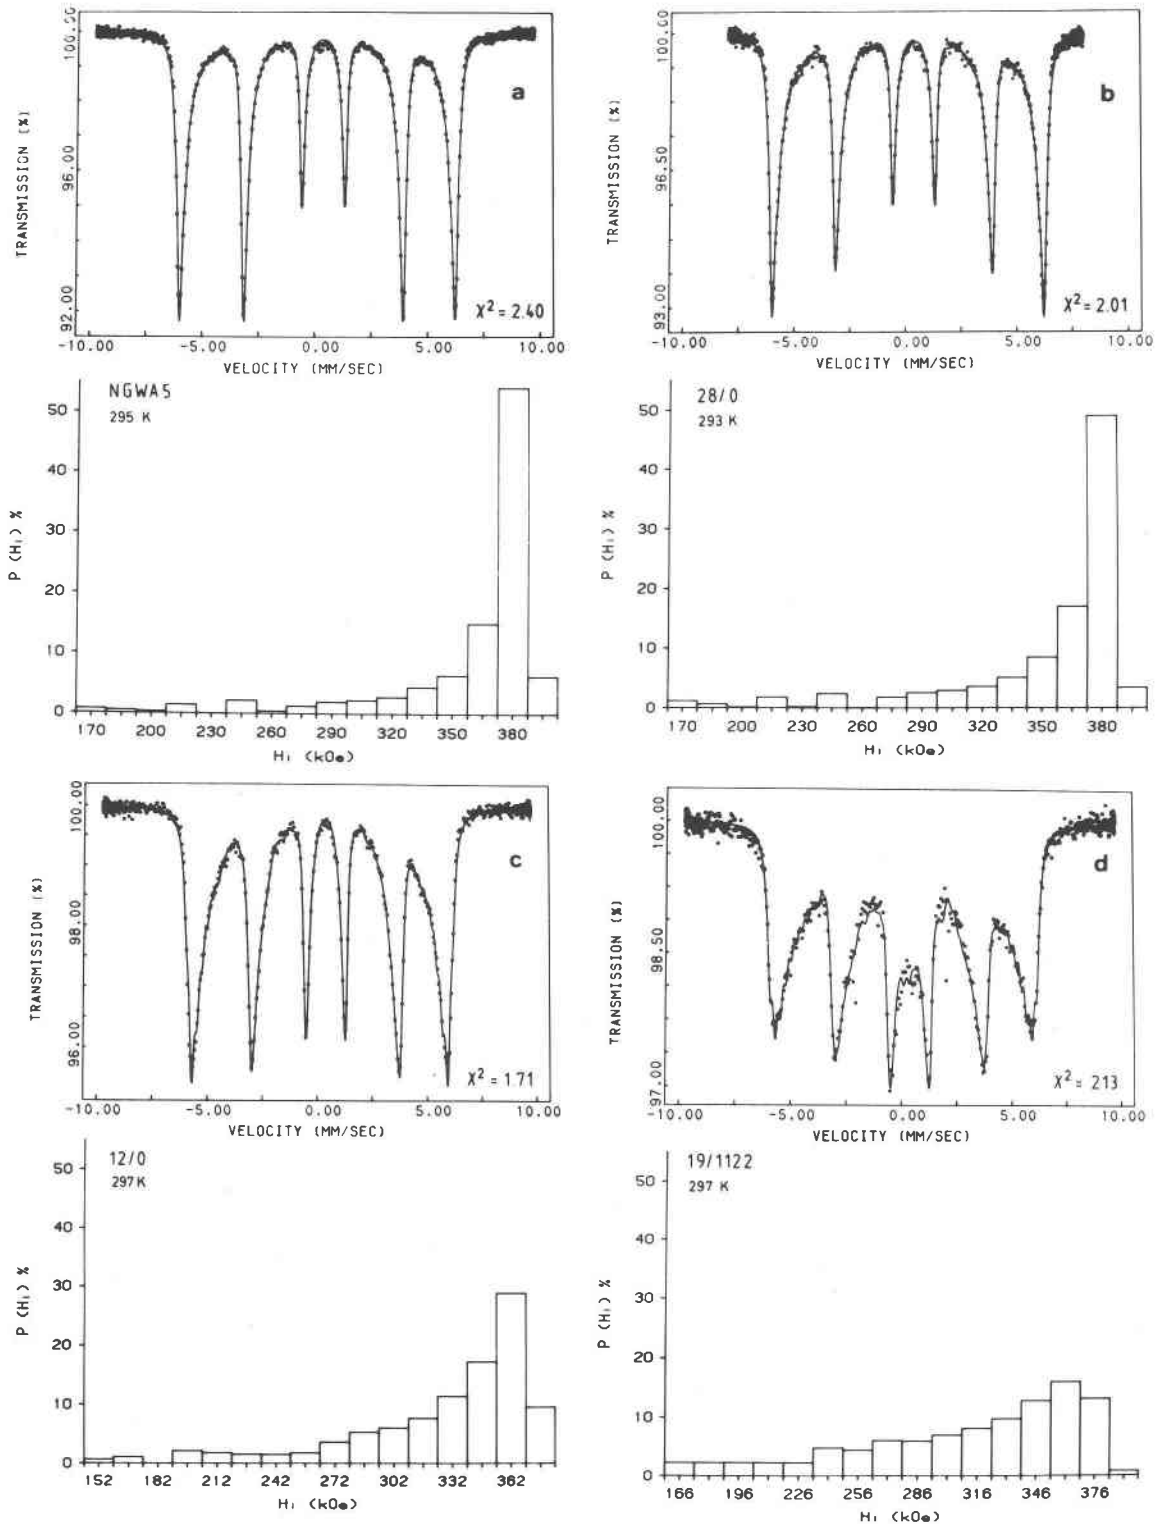 100.00
96.00
92.00
TRANSMISSION (%)
a
χ² = 2.40
-10.00 -5.00 0.00 5.00 10.00
VELOCITY (MM/SEC)
100.00
96.50
93.00
TRANSMISSION (%)
b
χ² = 2.01
-10.00 -5.00 0.00 5.00 10.00
VELOCITY (MM/SEC)
NGWA5
295 K
50
40
30
20
10
0
P (Hi) %
170 200 230 260 290 320 350 380
Hi (kOe)
28/0
293 K
50
40
30
20
10
0
P (Hi) %
170 200 230 260 290 320 350 380
Hi (kOe)
100.00
98.00
96.00
TRANSMISSION (%)
c
χ² = 1.71
-10.00 -5.00 0.00 5.00 10.00
VELOCITY (MM/SEC)
100.00
98.50
97.00
TRANSMISSION (%)
d
χ² = 213
-10.00 -5.00 0.00 5.00 10.00
VELOCITY (MM/SEC)
12/0
297K
50
40
30
20
10
0
P (Hi) %
152 182 212 242 272 302 332 362
Hi (kOe)
19/1122
297 K
50
40
30
20
10
0
P (Hi) %
166 196 226 256 286 316 346 376
Hi (kOe)